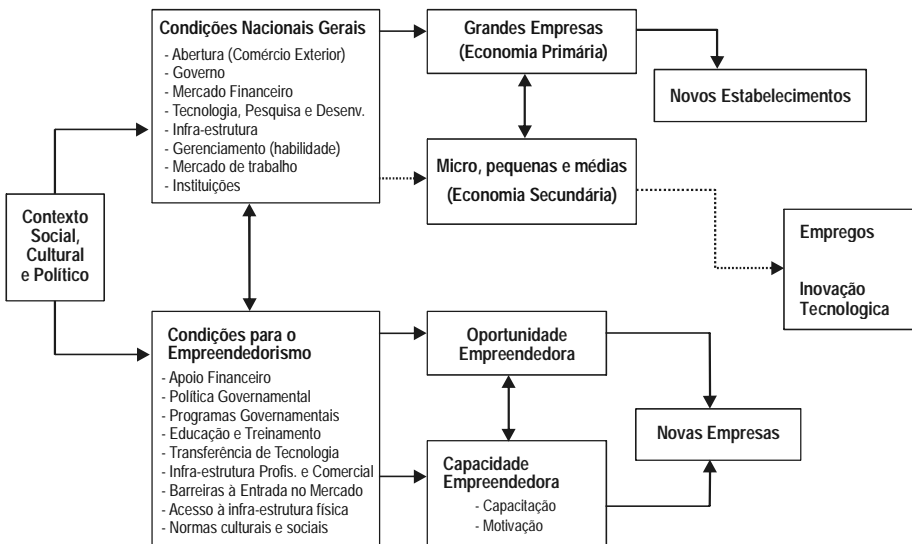 Contexto
Social,
Cultural
e Político
Condições Nacionais Gerais
- Abertura (Comércio Exterior)
- Governo
- Mercado Financeiro
- Tecnologia, Pesquisa e Desenv.
- Infra-estrutura
- Gerenciamento (habilidade)
- Mercado de trabalho
- Instituições
Grandes Empresas
(Economia Primária)
Novos Estabelecimentos
Micro, pequenas e médias
(Economia Secundária)
Empregos
Inovação
Tecnologica
Condições para o
Empreendedorismo
- Apoio Financeiro
- Política Governamental
- Programas Governamentais
- Educação e Treinamento
- Transferência de Tecnologia
- Infra-estrutura Profis. e Comercial
- Barreiras à Entrada no Mercado
- Acesso à infra-estrutura física
- Normas culturais e sociais
Oportunidade
Empreendedora
Capacidade
Empreendedora
- Capacitação
- Motivação
Novas Empresas